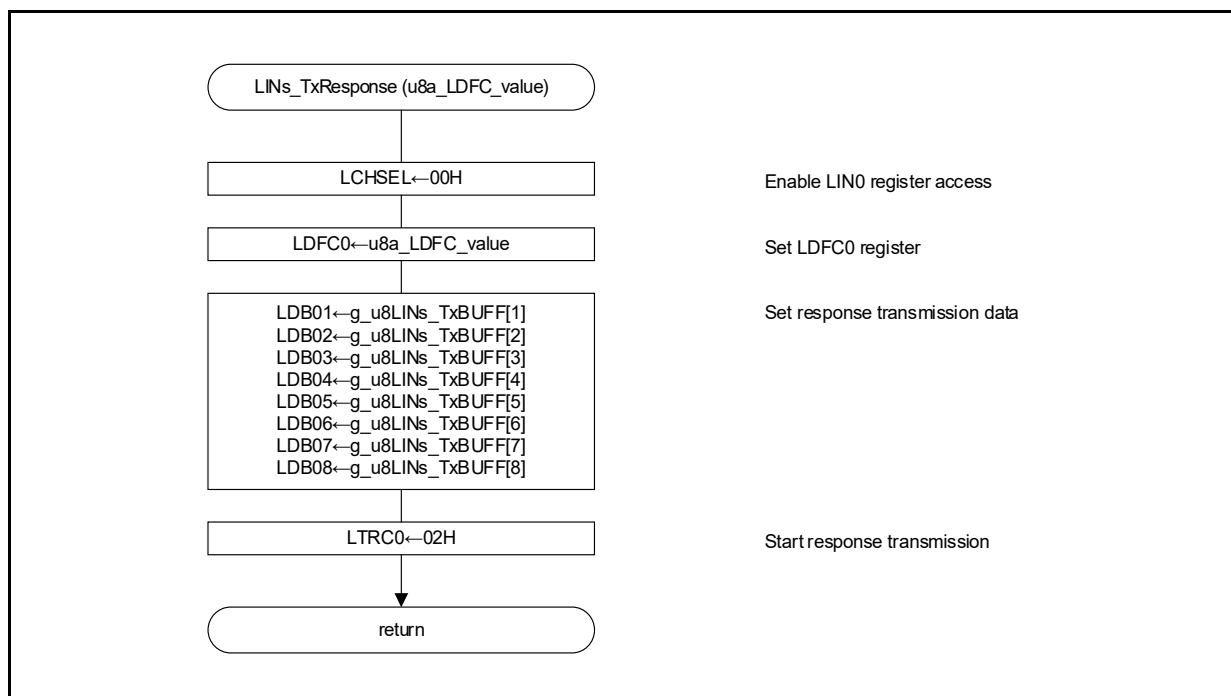 LINs_TxResponse (u8a_LDFC_value)
LCHSEL←00H
Enable LIN0 register access
LDFC0←u8a_LDFC_value
Set LDFC0 register
LDB01←g_u8LINs_TxBUFF[1]
Set response transmission data
LDB02←g_u8LINs_TxBUFF[2]
LDB03←g_u8LINs_TxBUFF[3]
LDB04←g_u8LINs_TxBUFF[4]
LDB05←g_u8LINs_TxBUFF[5]
LDB06←g_u8LINs_TxBUFF[6]
LDB07←g_u8LINs_TxBUFF[7]
LDB08←g_u8LINs_TxBUFF[8]
LTRC0←02H
Start response transmission
return